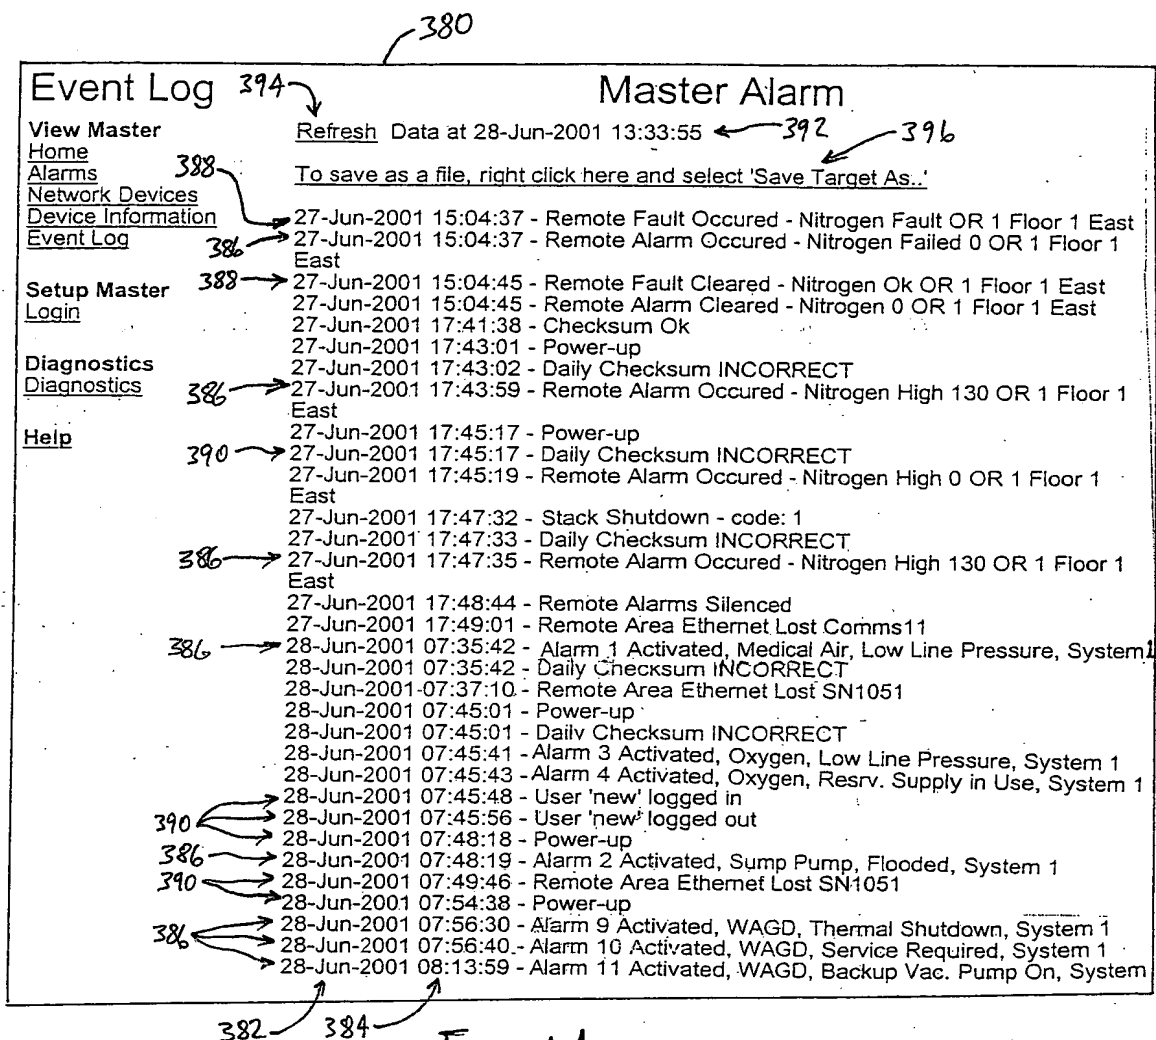 380
Event Log 394 Master Alarm
View Master
Home
Alarms
Network Devices
Device Information
Event Log
Setup Master
Login
Diagnostics
Diagnostics
Help
Refresh Data at 28-Jun-2001 13:33:55 392 396
To save as a file, right click here and select 'Save Target As..'
388 27-Jun-2001 15:04:37 - Remote Fault Occured - Nitrogen Fault OR 1 Floor 1 East
386 27-Jun-2001 15:04:37 - Remote Alarm Occured - Nitrogen Failed 0 OR 1 Floor 1
East
388 27-Jun-2001 15:04:45 - Remote Fault Cleared - Nitrogen Ok OR 1 Floor 1 East
27-Jun-2001 15:04:45 - Remote Alarm Cleared - Nitrogen 0 OR 1 Floor 1 East
27-Jun-2001 17:41:38 - Checksum Ok
27-Jun-2001 17:43:01 - Power-up
27-Jun-2001 17:43:02 - Daily Checksum INCORRECT
386 27-Jun-2001 17:43:59 - Remote Alarm Occured - Nitrogen High 130 OR 1 Floor 1
East
27-Jun-2001 17:45:17 - Power-up
390 27-Jun-2001 17:45:17 - Daily Checksum INCORRECT
27-Jun-2001 17:45:19 - Remote Alarm Occured - Nitrogen High 0 OR 1 Floor 1
East
27-Jun-2001 17:47:32 - Stack Shutdown - code: 1
27-Jun-2001 17:47:33 - Daily Checksum INCORRECT
386 27-Jun-2001 17:47:35 - Remote Alarm Occured - Nitrogen High 130 OR 1 Floor 1
East
27-Jun-2001 17:48:44 - Remote Alarms Silenced
27-Jun-2001 17:49:01 - Remote Area Ethernet Lost Comms11
386 28-Jun-2001 07:35:42 - Alarm 1 Activated, Medical Air, Low Line Pressure, System1
28-Jun-2001 07:35:42 - Daily Checksum INCORRECT
28-Jun-2001 07:37:10 - Remote Area Ethernet Lost SN1051
28-Jun-2001 07:45:01 - Power-up
28-Jun-2001 07:45:01 - Daily Checksum INCORRECT
28-Jun-2001 07:45:41 - Alarm 3 Activated, Oxygen, Low Line Pressure, System 1
28-Jun-2001 07:45:43 - Alarm 4 Activated, Oxygen, Resrv. Supply in Use, System 1
28-Jun-2001 07:45:48 - User 'new' logged in
390 28-Jun-2001 07:45:56 - User 'new' logged out
28-Jun-2001 07:48:18 - Power-up
386 28-Jun-2001 07:48:19 - Alarm 2 Activated, Sump Pump, Flooded, System 1
390 28-Jun-2001 07:49:46 - Remote Area Ethernet Lost SN1051
28-Jun-2001 07:54:38 - Power-up
28-Jun-2001 07:56:30 - Alarm 9 Activated, WAGD, Thermal Shutdown, System 1
386 28-Jun-2001 07:56:40 - Alarm 10 Activated, WAGD, Service Required, System 1
28-Jun-2001 08:13:59 - Alarm 11 Activated, WAGD, Backup Vac. Pump On, System
382 384